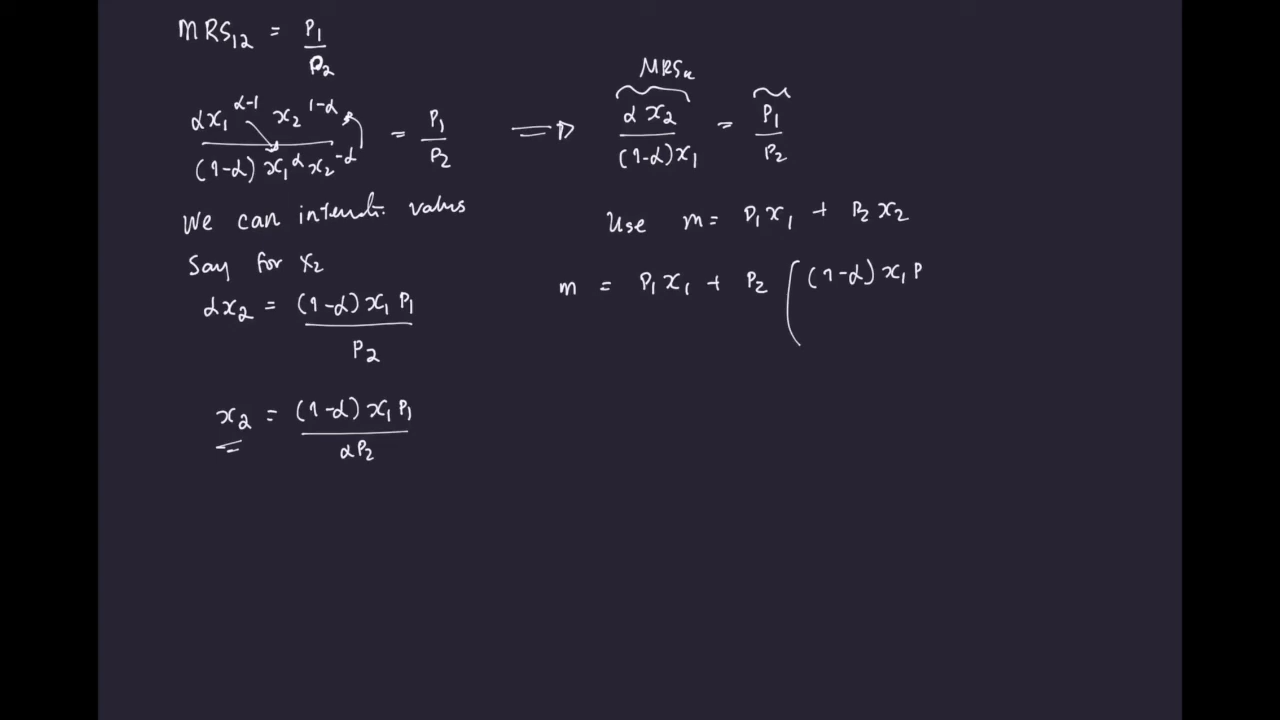 MRS₁₂ = P₁/P₂
αx₁^(α-1) x₂^(1-α) / (1-α) x₁^α x₂^(-α) = P₁/P₂
We can values
Say for x₂
αx₂ = (1-α) x₁ P₁ / P₂
x₂ = (1-α) x₁ P₁ / αP₂
⇒ αx₂ / (1-α)x₁ = P₁/P₂
Use m = P₁x₁ + P₂x₂
m = P₁x₁ + P₂ ( (1-α) x₁ P